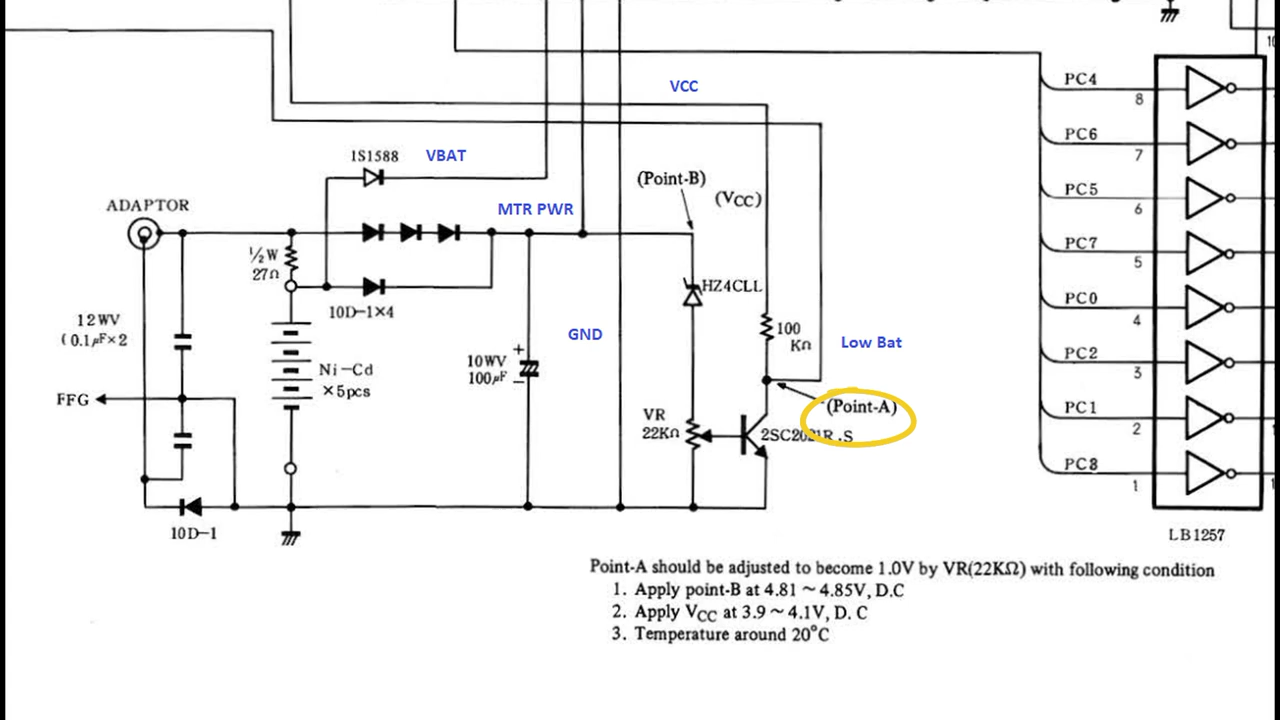 VCC
PC4
8
PC6
7
1S1588
VBAT
(Point-B)
(VCC)
PC5
6
ADAPTOR
MTR PWR
½W
27Ω
PC7
5
HZ4CLL
10D-1×4
PC0
4
12WV
(0.1μF×2
GND
100
KΩ
Low Bat
Ni-Cd
×5pcs
10WV
100μF
+
−
PC2
3
FFG
(Point-A)
VR
22KΩ
PC1
2
PC3
1
10D-1
LB1257
Point-A should be adjusted to become 1.0V by VR(22KΩ) with following condition
1. Apply point-B at 4.81 ~ 4.85V, D.C
2. Apply VCC at 3.9 ~ 4.1V, D. C
3. Temperature around 20°C